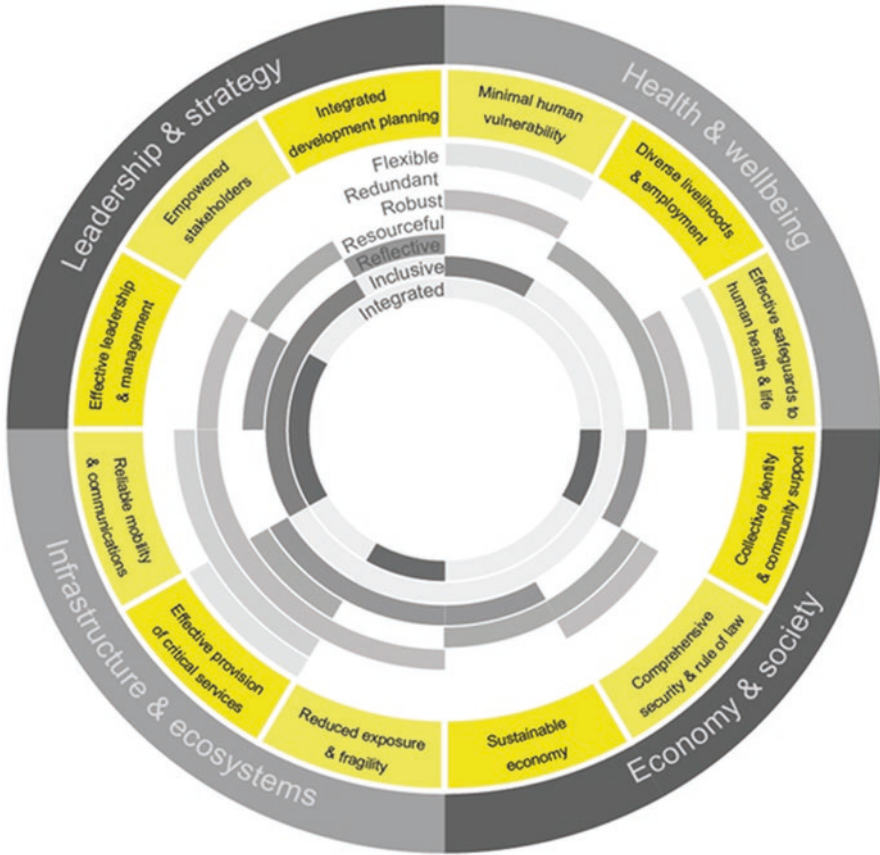 Leadership & strategy
Health & wellbeing
Economy & society
Infrastructure & ecosystems
Integrated
development planning
Minimal human
vulnerability
Diverse livelihoods
& employment
Effective safeguards to
human health & life
Collective identity
& community support
Comprehensive
security & rule of law
Sustainable
economy
Reduced exposure
& fragility
Effective provision
of critical services
Reliable mobility
& communications
Effective leadership
& management
Empowered
stakeholders
Flexible
Redundant
Robust
Resourceful
Reflective
Inclusive
Integrated